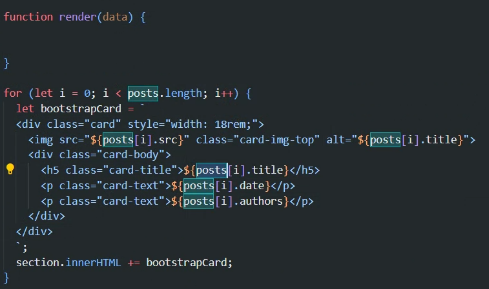 function render(data) {
}
for (let i = 0; i < posts.length; i++) {
let bootstrapCard = `
<div class="card" style="width: 18rem;">
<img src="${posts[i].src}" class="card-img-top" alt="${posts[i].title}">
<div class="card-body">
<h5 class="card-title">${posts[i].title}</h5>
<p class="card-text">${posts[i].date}</p>
<p class="card-text">${posts[i].authors}</p>
</div>
</div>
`;
section.innerHTML += bootstrapCard;
}